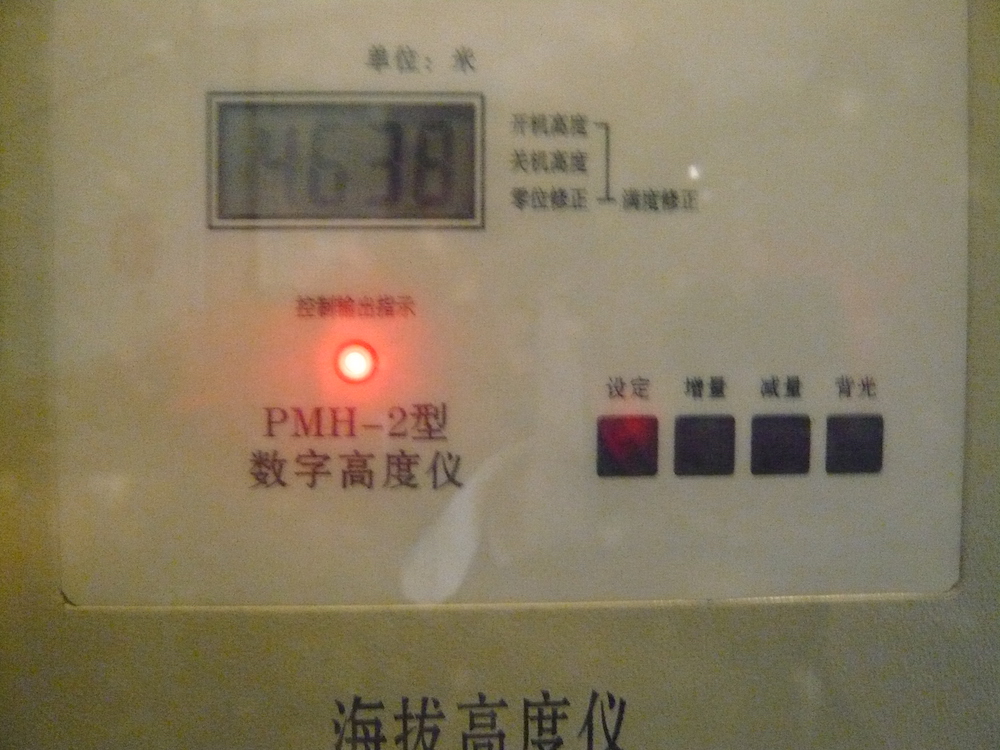 单位：米
4638
开机高度
关机高度
零位修正
满度修正
控制输出指示
PMH-2型
数字高度仪
设定 增量 减量 背光
海拔高度仪